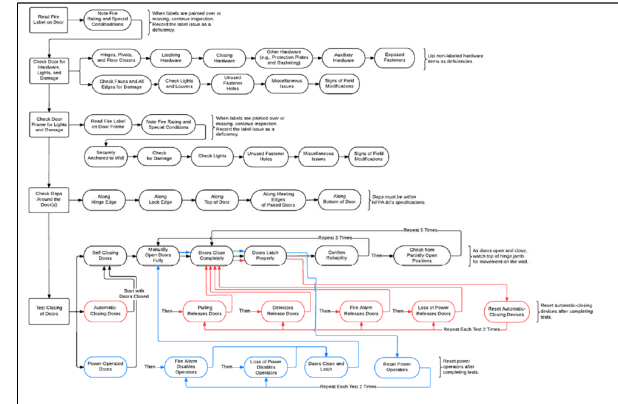 Read Fire
Label on Door
Note Fire
Rating and Special
Conditions
When labels are painted over or
missing, continue inspection.
Record the label issue as a
deficiency.
Check Door for
Hardware,
Lights, and
Damage
Hinges, Pivots,
and Floor Closers
Latching
Hardware
Closing
Hardware
Other Hardware
(e.g., Protection Plates
and Gasketing)
Auxiliary
Hardware
Exposed
Fasteners
List non-labeled hardware
items as deficiencies.
Check Faces and All
Edges for Damage
Check Lights
and Louvers
Unused
Fastener
Holes
Miscellaneous
Issues
Signs of Field
Modifications
Check Door
Frame for Lights
and Damage
Read Fire Label
on Door Frame
Note Fire Rating and
Special Conditions
When labels are painted over or
missing, continue inspection.
Record the label issue as a
deficiency.
Securely
Anchored to Wall
Check
for Damage
Check Lights
Unused Fastener
Holes
Miscellaneous
Issues
Signs of Field
Modifications
Check Gaps
Around the
Door(s)
Along
Hinge Edge
Along
Lock Edge
Along
Top of Door
Along Meeting
Edges
of Paired Doors
Along
Bottom of Door
Gaps must be within
NFPA 80's specifications.
Repeat 5 Times
Repeat 2 Times
Test Closing
of Doors
Self-Closing
Doors
Manually
Open Doors
Fully
Doors Close
Completely
Doors Latch
Properly
Confirm
Reliability
Then
Check from
Partially Open
Positions
As doors open and close,
watch top of hinge jamb
for movement on the wall.
Start with
Doors Closed
Automatic-
Closing Doors
Then
Pulling
Releases Doors
Then
Detectors
Release Doors
Then
Fire Alarm
Releases Doors
Then
Loss of Power
Releases Doors
Reset Automatic-
Closing Devices
Reset automatic-closing
devices after completing
tests.
Repeat Each Test 2 Times
Power-Operated
Doors
Then
Fire Alarm
Disables
Operators
Then
Loss of Power
Disables
Operators
Doors Close and
Latch
Reset Power
Operators
Reset power
operators after
completing tests.
Repeat Each Test 2 Times